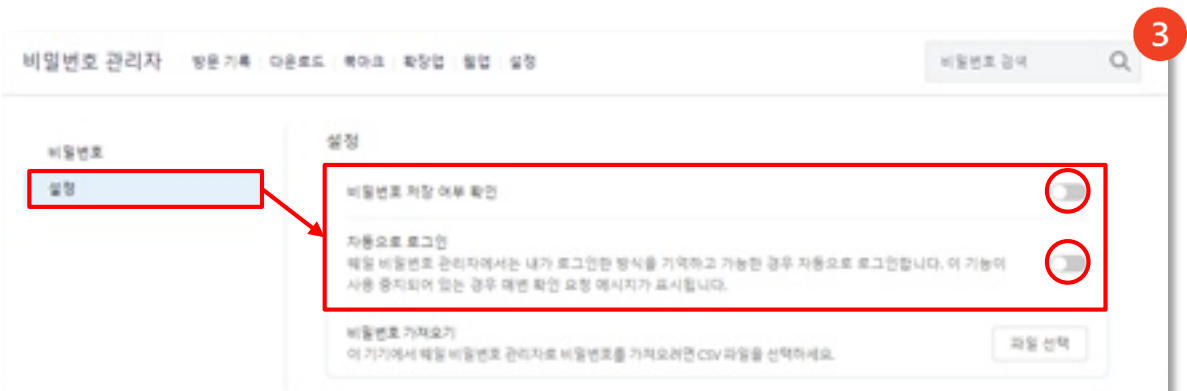 3
비밀번호 관리자 방문 기록 다운로드 북마크 확장앱 웹앱 설정 비밀번호 검색
비밀번호
설정
설정
비밀번호 저장 여부 확인
자동으로 로그인
웨일 비밀번호 관리자에서는 내가 로그인한 방식을 기억하고 가능한 경우 자동으로 로그인합니다. 이 기능이
사용 중지되어 있는 경우 매번 확인 요청 메시지가 표시됩니다.
비밀번호 가져오기
이 기기에서 웨일 비밀번호 관리자로 비밀번호를 가져오려면 CSV 파일을 선택하세요.
파일 선택